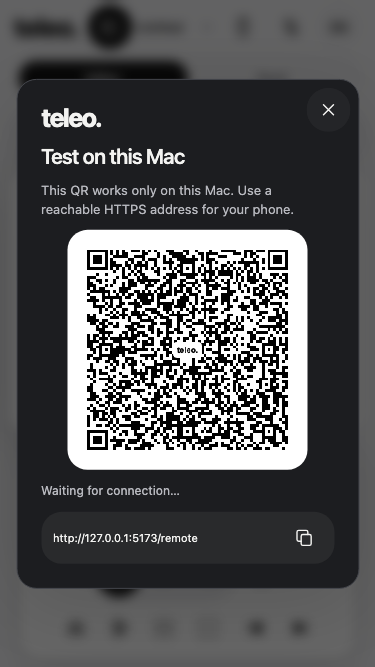 teleo.
Test on this Mac
This QR works only on this Mac. Use a
reachable HTTPS address for your phone.
teleo.
Waiting for connection...
http://127.0.0.1:5173/remote